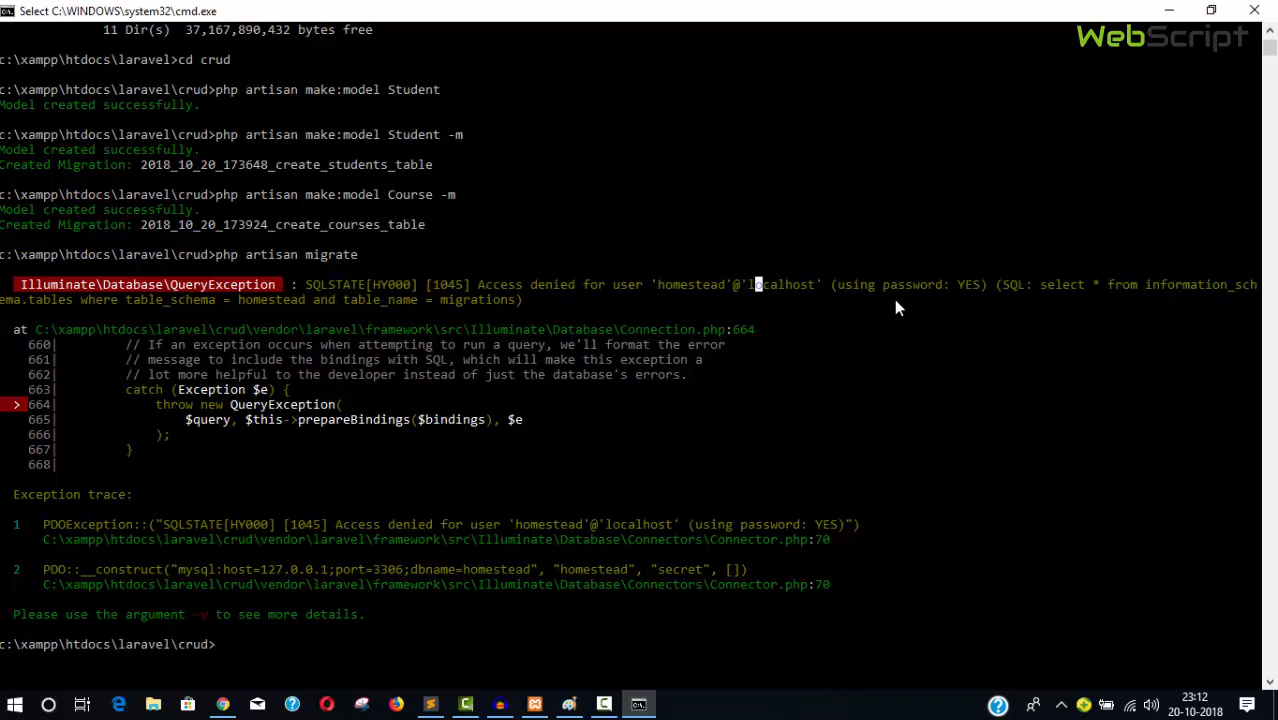 Select C:\WINDOWS\system32\cmd.exe
WebScript
11 Dir(s)  37,167,890,432 bytes free
c:\xampp\htdocs\laravel>cd crud
c:\xampp\htdocs\laravel\crud>php artisan make:model Student
Model created successfully.
c:\xampp\htdocs\laravel\crud>php artisan make:model Student -m
Model created successfully.
Created Migration: 2018_10_20_173648_create_students_table
c:\xampp\htdocs\laravel\crud>php artisan make:model Course -m
Model created successfully.
Created Migration: 2018_10_20_173924_create_courses_table
c:\xampp\htdocs\laravel\crud>php artisan migrate
Illuminate\Database\QueryException  : SQLSTATE[HY000] [1045] Access denied for user 'homestead'@'localhost' (using password: YES) (SQL: select * from information_sch
ema.tables where table_schema = homestead and table_name = migrations)
at C:\xampp\htdocs\laravel\crud\vendor\laravel\framework\src\Illuminate\Database\Connection.php:664
660|         // If an exception occurs when attempting to run a query, we'll format the error
661|         // message to include the bindings with SQL, which will make this exception a
662|         // lot more helpful to the developer instead of just the database's errors.
663|         catch (Exception $e) {
> 664|             throw new QueryException(
665|                 $query, $this->prepareBindings($bindings), $e
666|             );
667|         }
668|
Exception trace:
1   PDOException::("SQLSTATE[HY000] [1045] Access denied for user 'homestead'@'localhost' (using password: YES)")
C:\xampp\htdocs\laravel\crud\vendor\laravel\framework\src\Illuminate\Database\Connectors\Connector.php:70
2   PDO::__construct("mysql:host=127.0.0.1;port=3306;dbname=homestead", "homestead", "secret", [])
C:\xampp\htdocs\laravel\crud\vendor\laravel\framework\src\Illuminate\Database\Connectors\Connector.php:70
Please use the argument -v to see more details.
c:\xampp\htdocs\laravel\crud>
23:12
20-10-2018